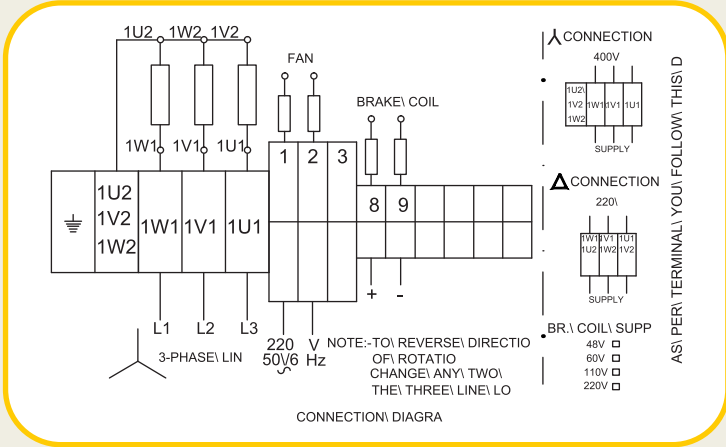 1U2 1W2 1V2
FAN
BRAKE\ COIL
1W1 1V1 1U1
1 2 3
1U2
1V2
1W2
1W1 1V1 1U1
8 9
+ -
L1 L2 L3
3-PHASE\ LIN
220 V
50\/6 Hz
NOTE:-TO\ REVERSE\ DIRECTIO
OF\ ROTATIO
CHANGE\ ANY\ TWO\
THE\ THREE\ LINE\ LO
CONNECTION\ DIAGRA
CONNECTION
400V
1U2\
1V2
1W2
1W1 1V1 1U1
SUPPLY
Δ CONNECTION
220\
1W1 1V1 1U1
1U2 1W2 1V2
SUPPLY
BR.\ COIL\ SUPP
48V
60V
110V
220V
AS\ PER\ TERMINAL\ YOU\ FOLLOW\ THIS\ D